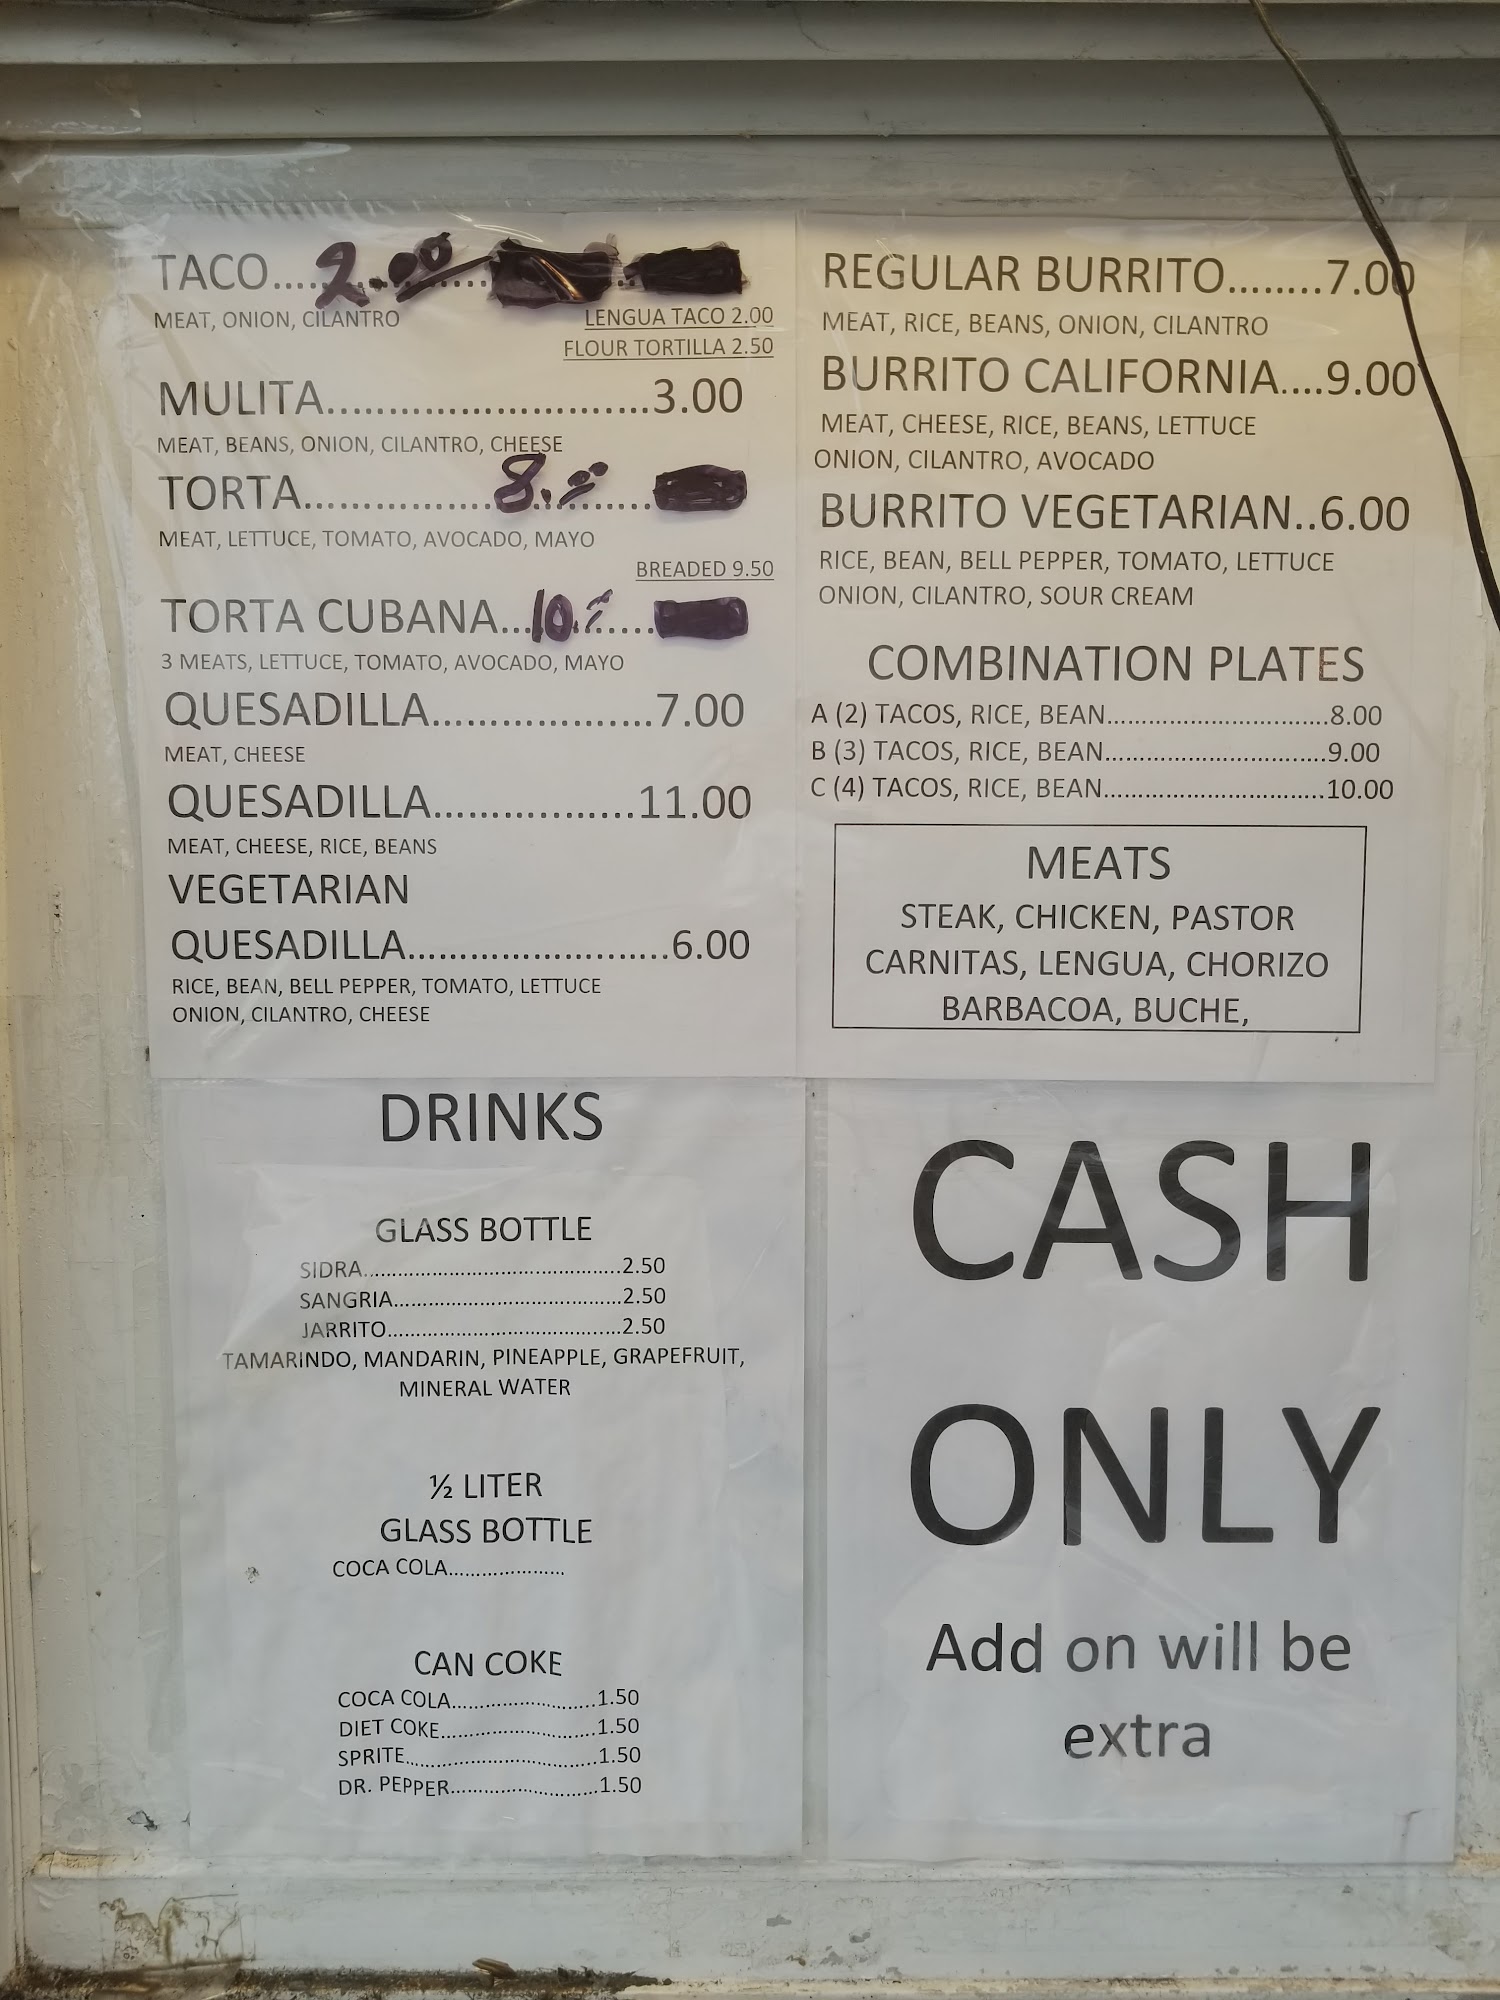 TACO....2.00..........
MEAT, ONION, CILANTRO
LENGUA TACO 2.00
FLOUR TORTILLA 2.50
MULITA............................3.00
MEAT, BEANS, ONION, CILANTRO, CHEESE
TORTA..................8.00......
MEAT, LETTUCE, TOMATO, AVOCADO, MAYO
BREADED 9.50
TORTA CUBANA...10.00.....
3 MEATS, LETTUCE, TOMATO, AVOCADO, MAYO
QUESADILLA....................7.00
MEAT, CHEESE
QUESADILLA..................11.00
MEAT, CHEESE, RICE, BEANS
VEGETARIAN
QUESADILLA.......................6.00
RICE, BEAN, BELL PEPPER, TOMATO, LETTUCE
ONION, CILANTRO, CHEESE
REGULAR BURRITO........7.00
MEAT, RICE, BEANS, ONION, CILANTRO
BURRITO CALIFORNIA....9.00
MEAT, CHEESE, RICE, BEANS, LETTUCE
ONION, CILANTRO, AVOCADO
BURRITO VEGETARIAN..6.00
RICE, BEAN, BELL PEPPER, TOMATO, LETTUCE
ONION, CILANTRO, SOUR CREAM
COMBINATION PLATES
A (2) TACOS, RICE, BEAN..............................8.00
B (3) TACOS, RICE, BEAN..............................9.00
C (4) TACOS, RICE, BEAN..............................10.00
MEATS
STEAK, CHICKEN, PASTOR
CARNITAS, LENGUA, CHORIZO
BARBACOA, BUCHE,
DRINKS
GLASS BOTTLE
SIDRA..........................................2.50
SANGRIA.....................................2.50
JARRITO......................................2.50
TAMARINDO, MANDARIN, PINEAPPLE, GRAPEFRUIT,
MINERAL WATER
½ LITER
GLASS BOTTLE
COCA COLA....................
CAN COKE
COCA COLA........................1.50
DIET COKE..........................1.50
SPRITE................................1.50
DR. PEPPER.........................1.50
CASH
ONLY
Add on will be
extra